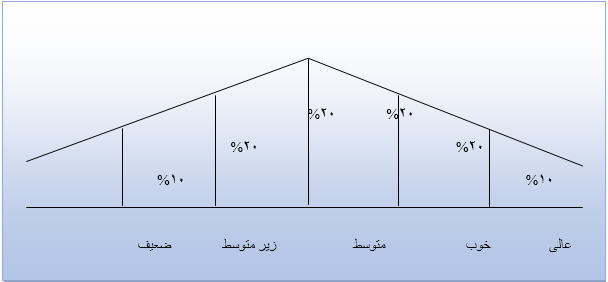 %۲۰ %۲۰
%۲۰ %۲۰
%۱۰ %۱۰
عالی خوب متوسط زیر متوسط ضعیف